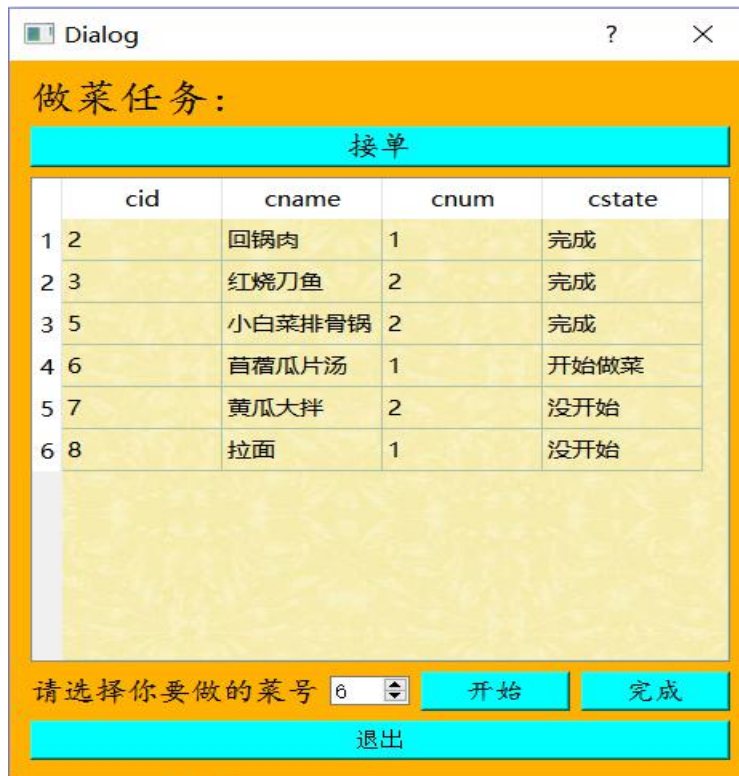 Dialog ?
做菜任务:
接单
cid cname cnum cstate
1 2 回锅肉 1 完成
2 3 红烧刀鱼 2 完成
3 5 小白菜排骨锅 2 完成
4 6 苜蓿瓜片汤 1 开始做菜
5 7 黄瓜大拌 2 没开始
6 8 拉面 1 没开始
请选择你要做的菜号 6 开始 完成
退出